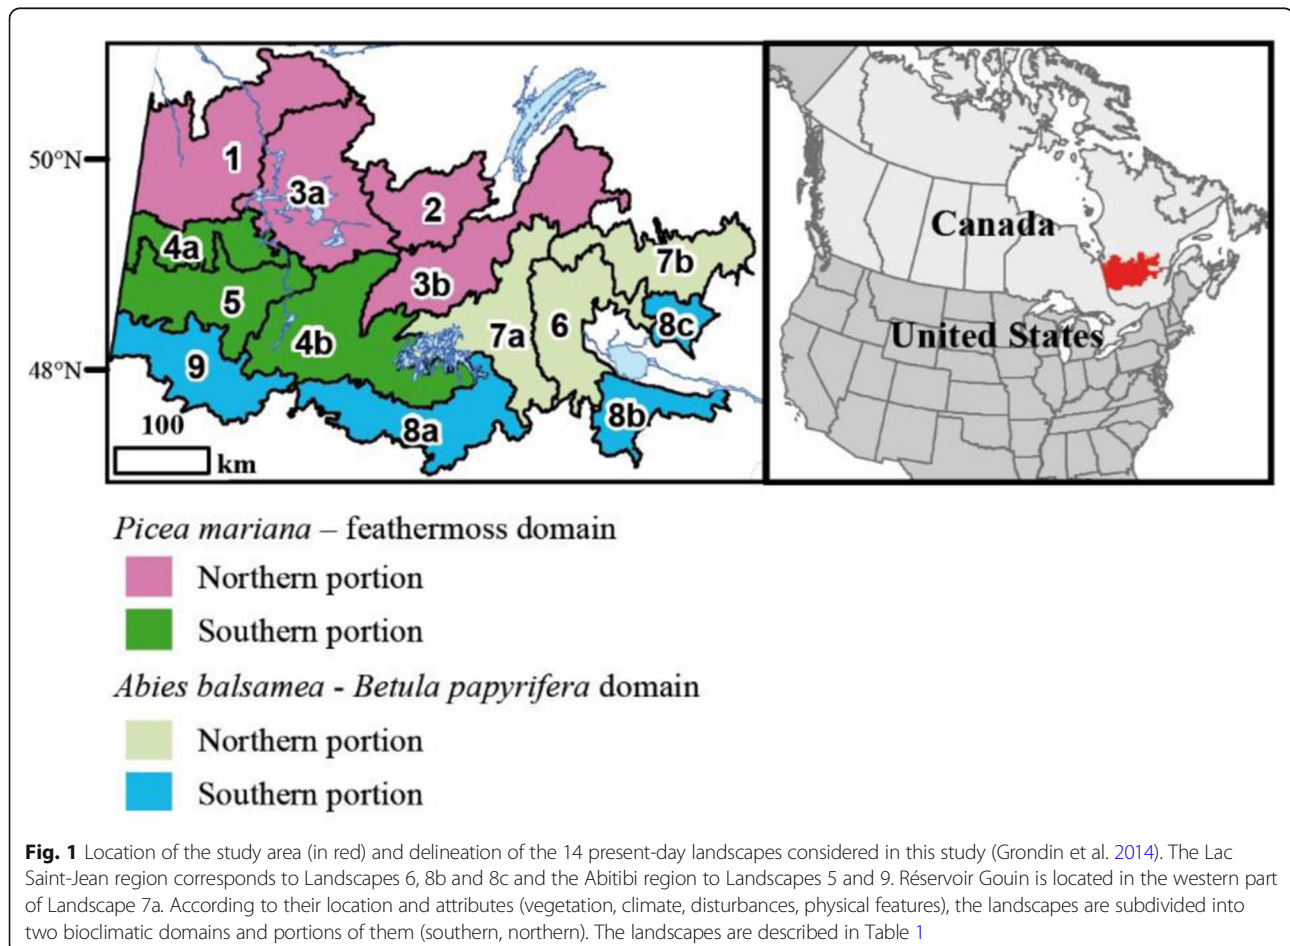 50°N
48°N
1
2
3a
3b
4a
4b
5
6
7a
7b
8a
8b
8c
9
100
km
Canada
United States
Picea mariana – feathermoss domain
Northern portion
Southern portion
Abies balsamea - Betula papyrifera domain
Northern portion
Southern portion
Fig. 1 Location of the study area (in red) and delineation of the 14 present-day landscapes considered in this study (Grondin et al. 2014). The Lac
Saint-Jean region corresponds to Landscapes 6, 8b and 8c and the Abitibi region to Landscapes 5 and 9. Réservoir Gouin is located in the western part
of Landscape 7a. According to their location and attributes (vegetation, climate, disturbances, physical features), the landscapes are subdivided into
two bioclimatic domains and portions of them (southern, northern). The landscapes are described in Table 1